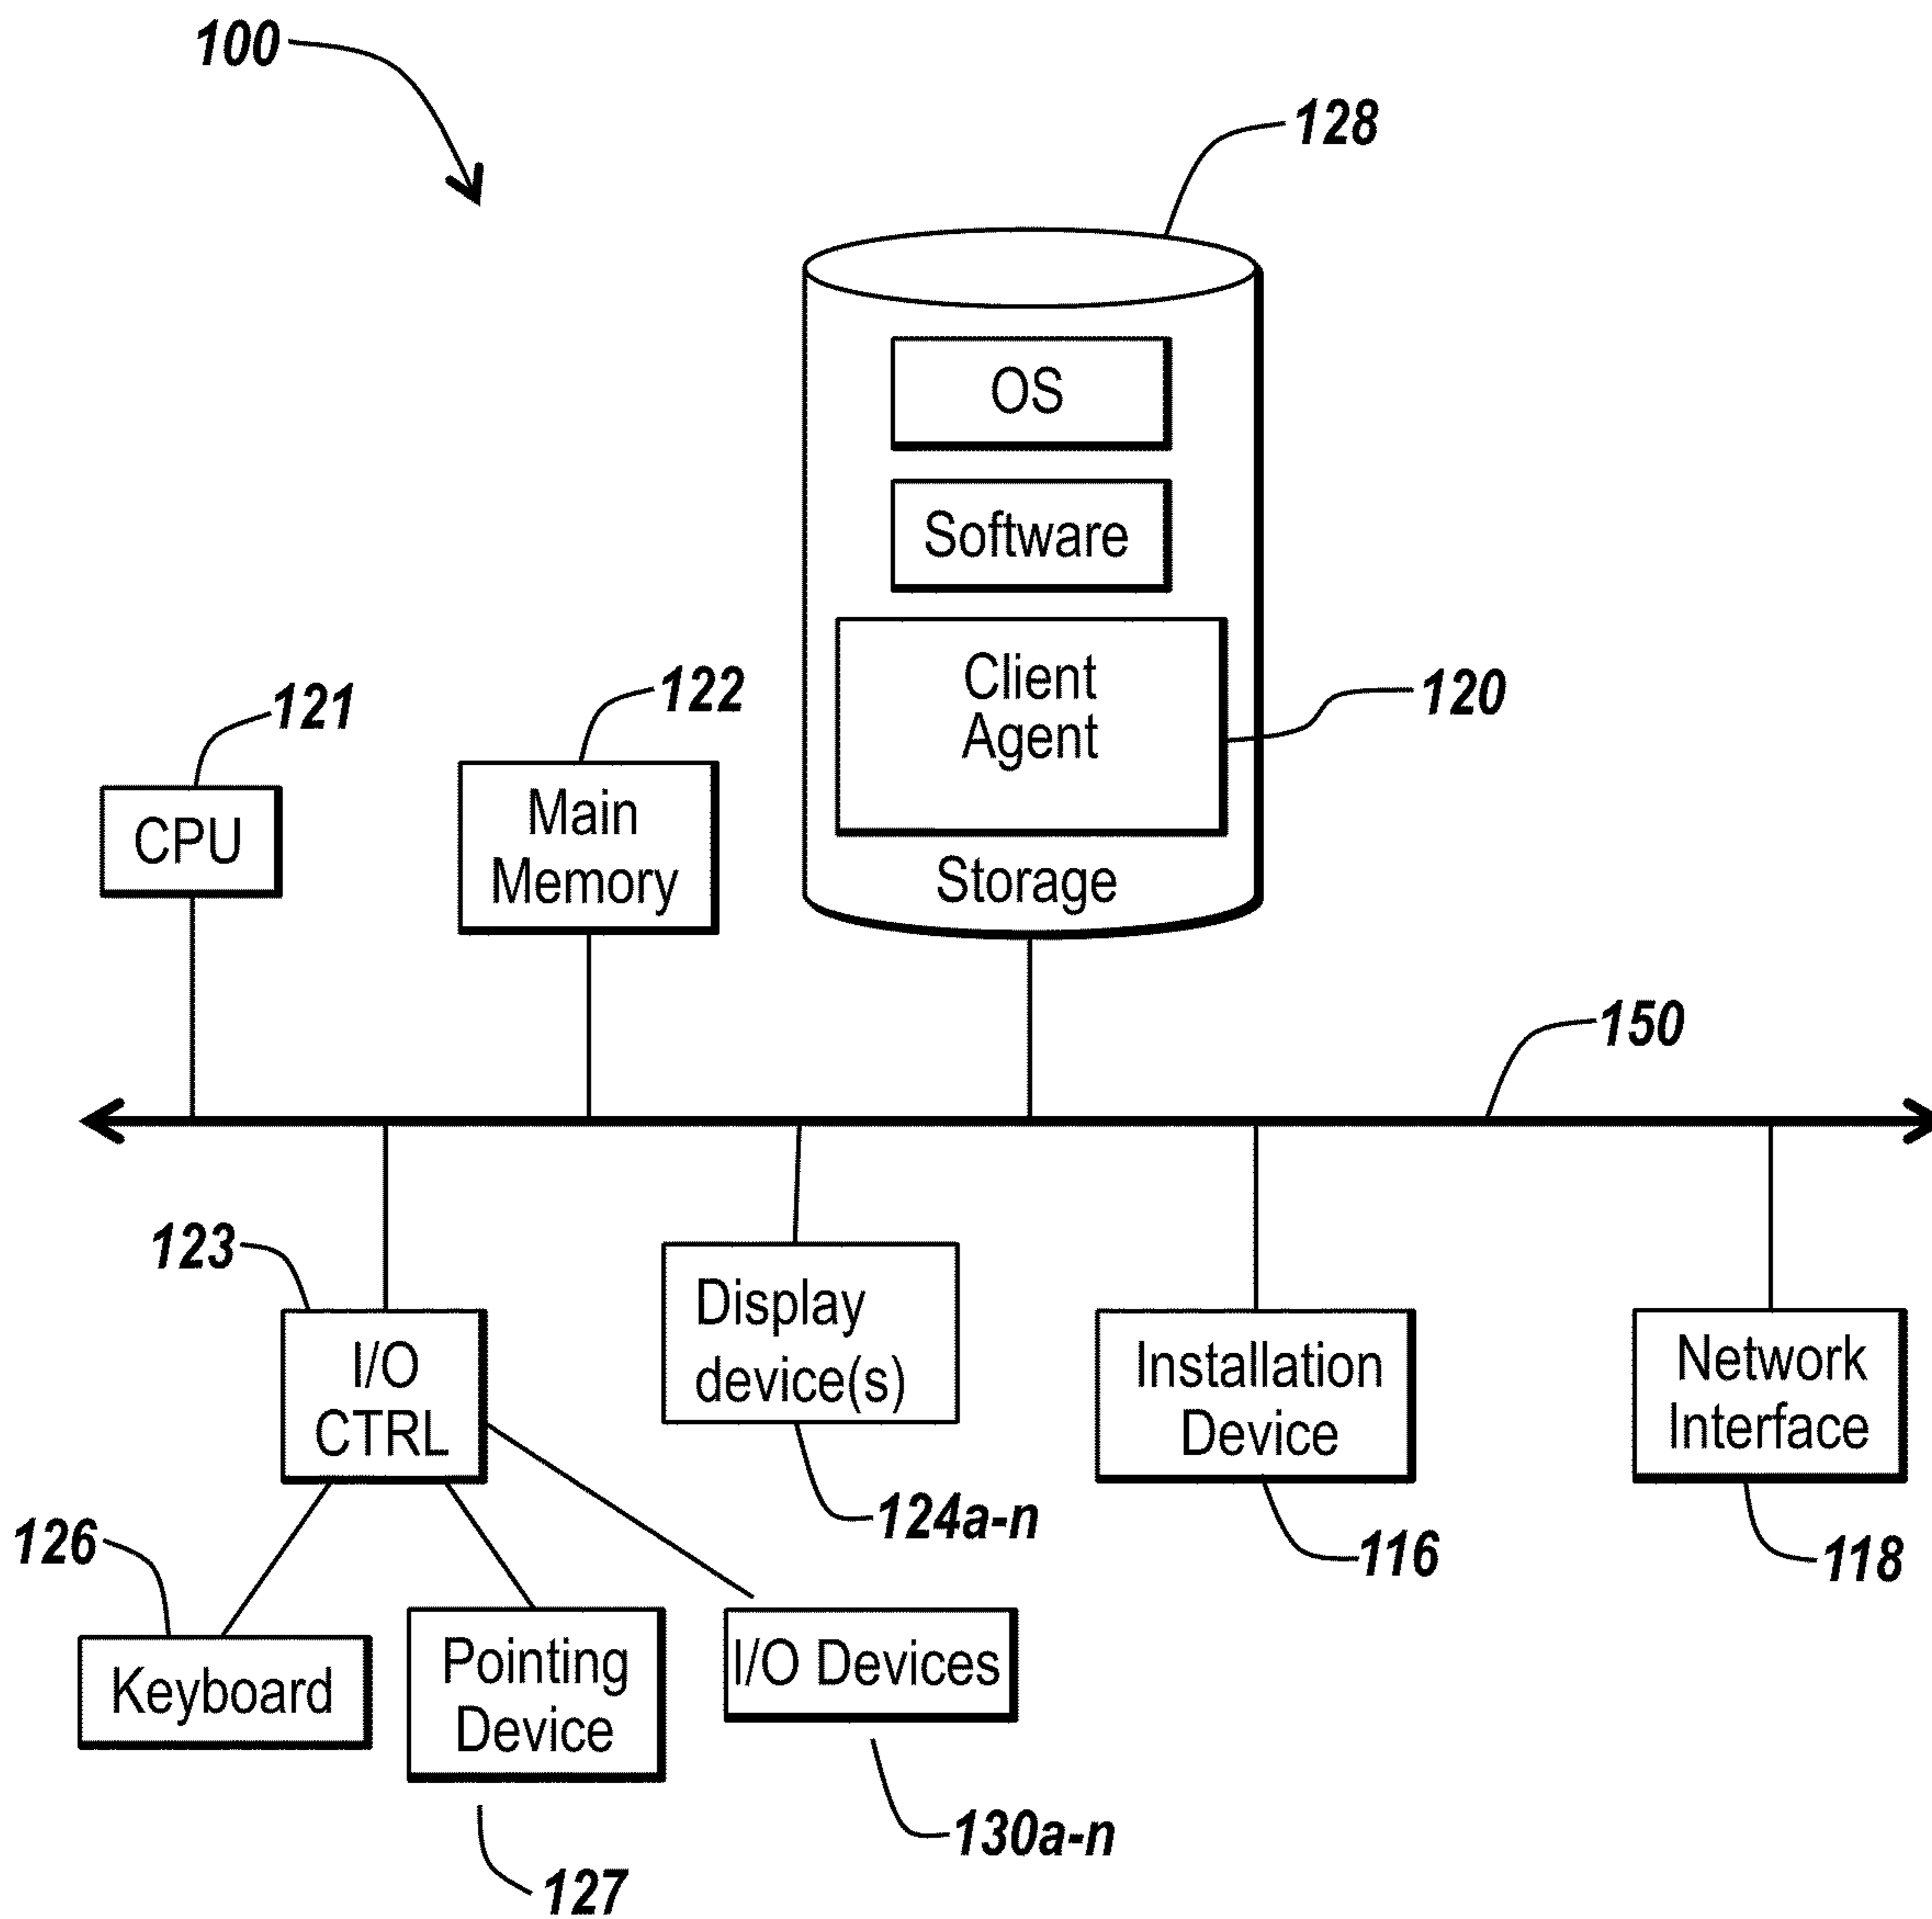 100
128
OS
Software
Client
Agent
120
Storage
121
CPU
122
Main
Memory
150
123
I/O
CTRL
Display
device(s)
124a-n
Installation
Device
116
Network
Interface
118
126
Keyboard
Pointing
Device
127
I/O Devices
130a-n